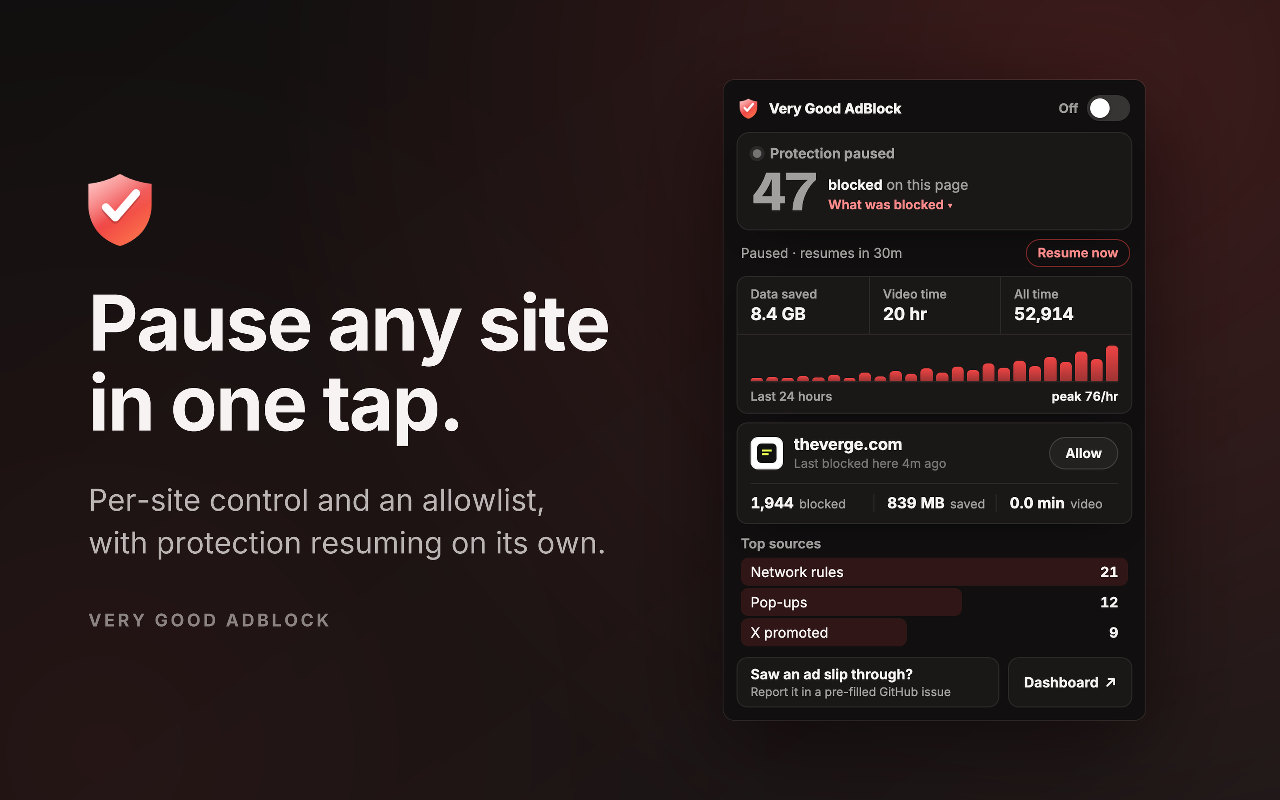 Pause any site
in one tap.
Per-site control and an allowlist,
with protection resuming on its own.
VERY GOOD ADBLOCK
Very Good AdBlock
Off
Protection paused
47
blocked on this page
What was blocked ▾
Paused · resumes in 30m
Resume now
Data saved
8.4 GB
Video time
20 hr
All time
52,914
Last 24 hours
peak 76/hr
theverge.com
Last blocked here 4m ago
Allow
1,944 blocked
839 MB saved
0.0 min video
Top sources
Network rules 21
Pop-ups 12
X promoted 9
Saw an ad slip through?
Report it in a pre-filled GitHub issue
Dashboard ↗